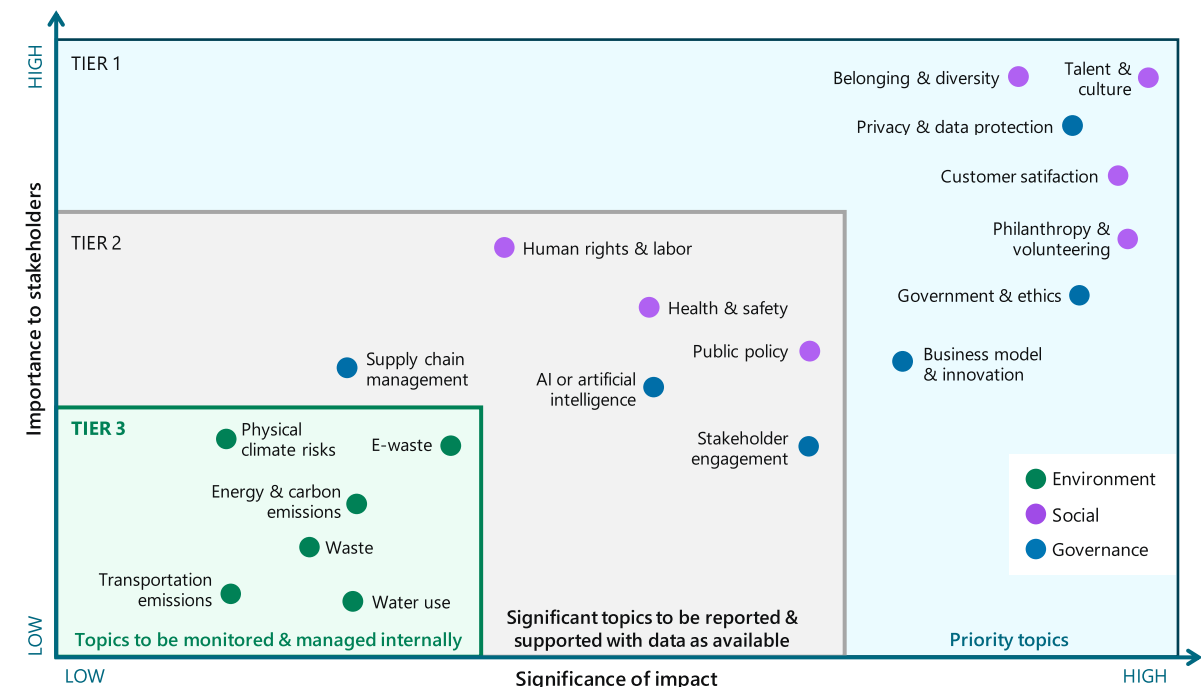 HIGH
TIER 1
Belonging & diversity
Talent &
culture
Privacy & data protection
Customer satifaction
Importance to stakeholders
TIER 2
Human rights & labor
Philanthropy &
volunteering
Health & safety
Government & ethics
Public policy
Supply chain
management
AI or artificial
intelligence
Business model
& innovation
TIER 3
Physical
climate risks
E-waste
Stakeholder
engagement
Energy & carbon
emissions
Waste
Transportation
emissions
Water use
Environment
Social
Governance
LOW
Topics to be monitored & managed internally
Significant topics to be reported &
supported with data as available
Priority topics
LOW
Significance of impact
HIGH